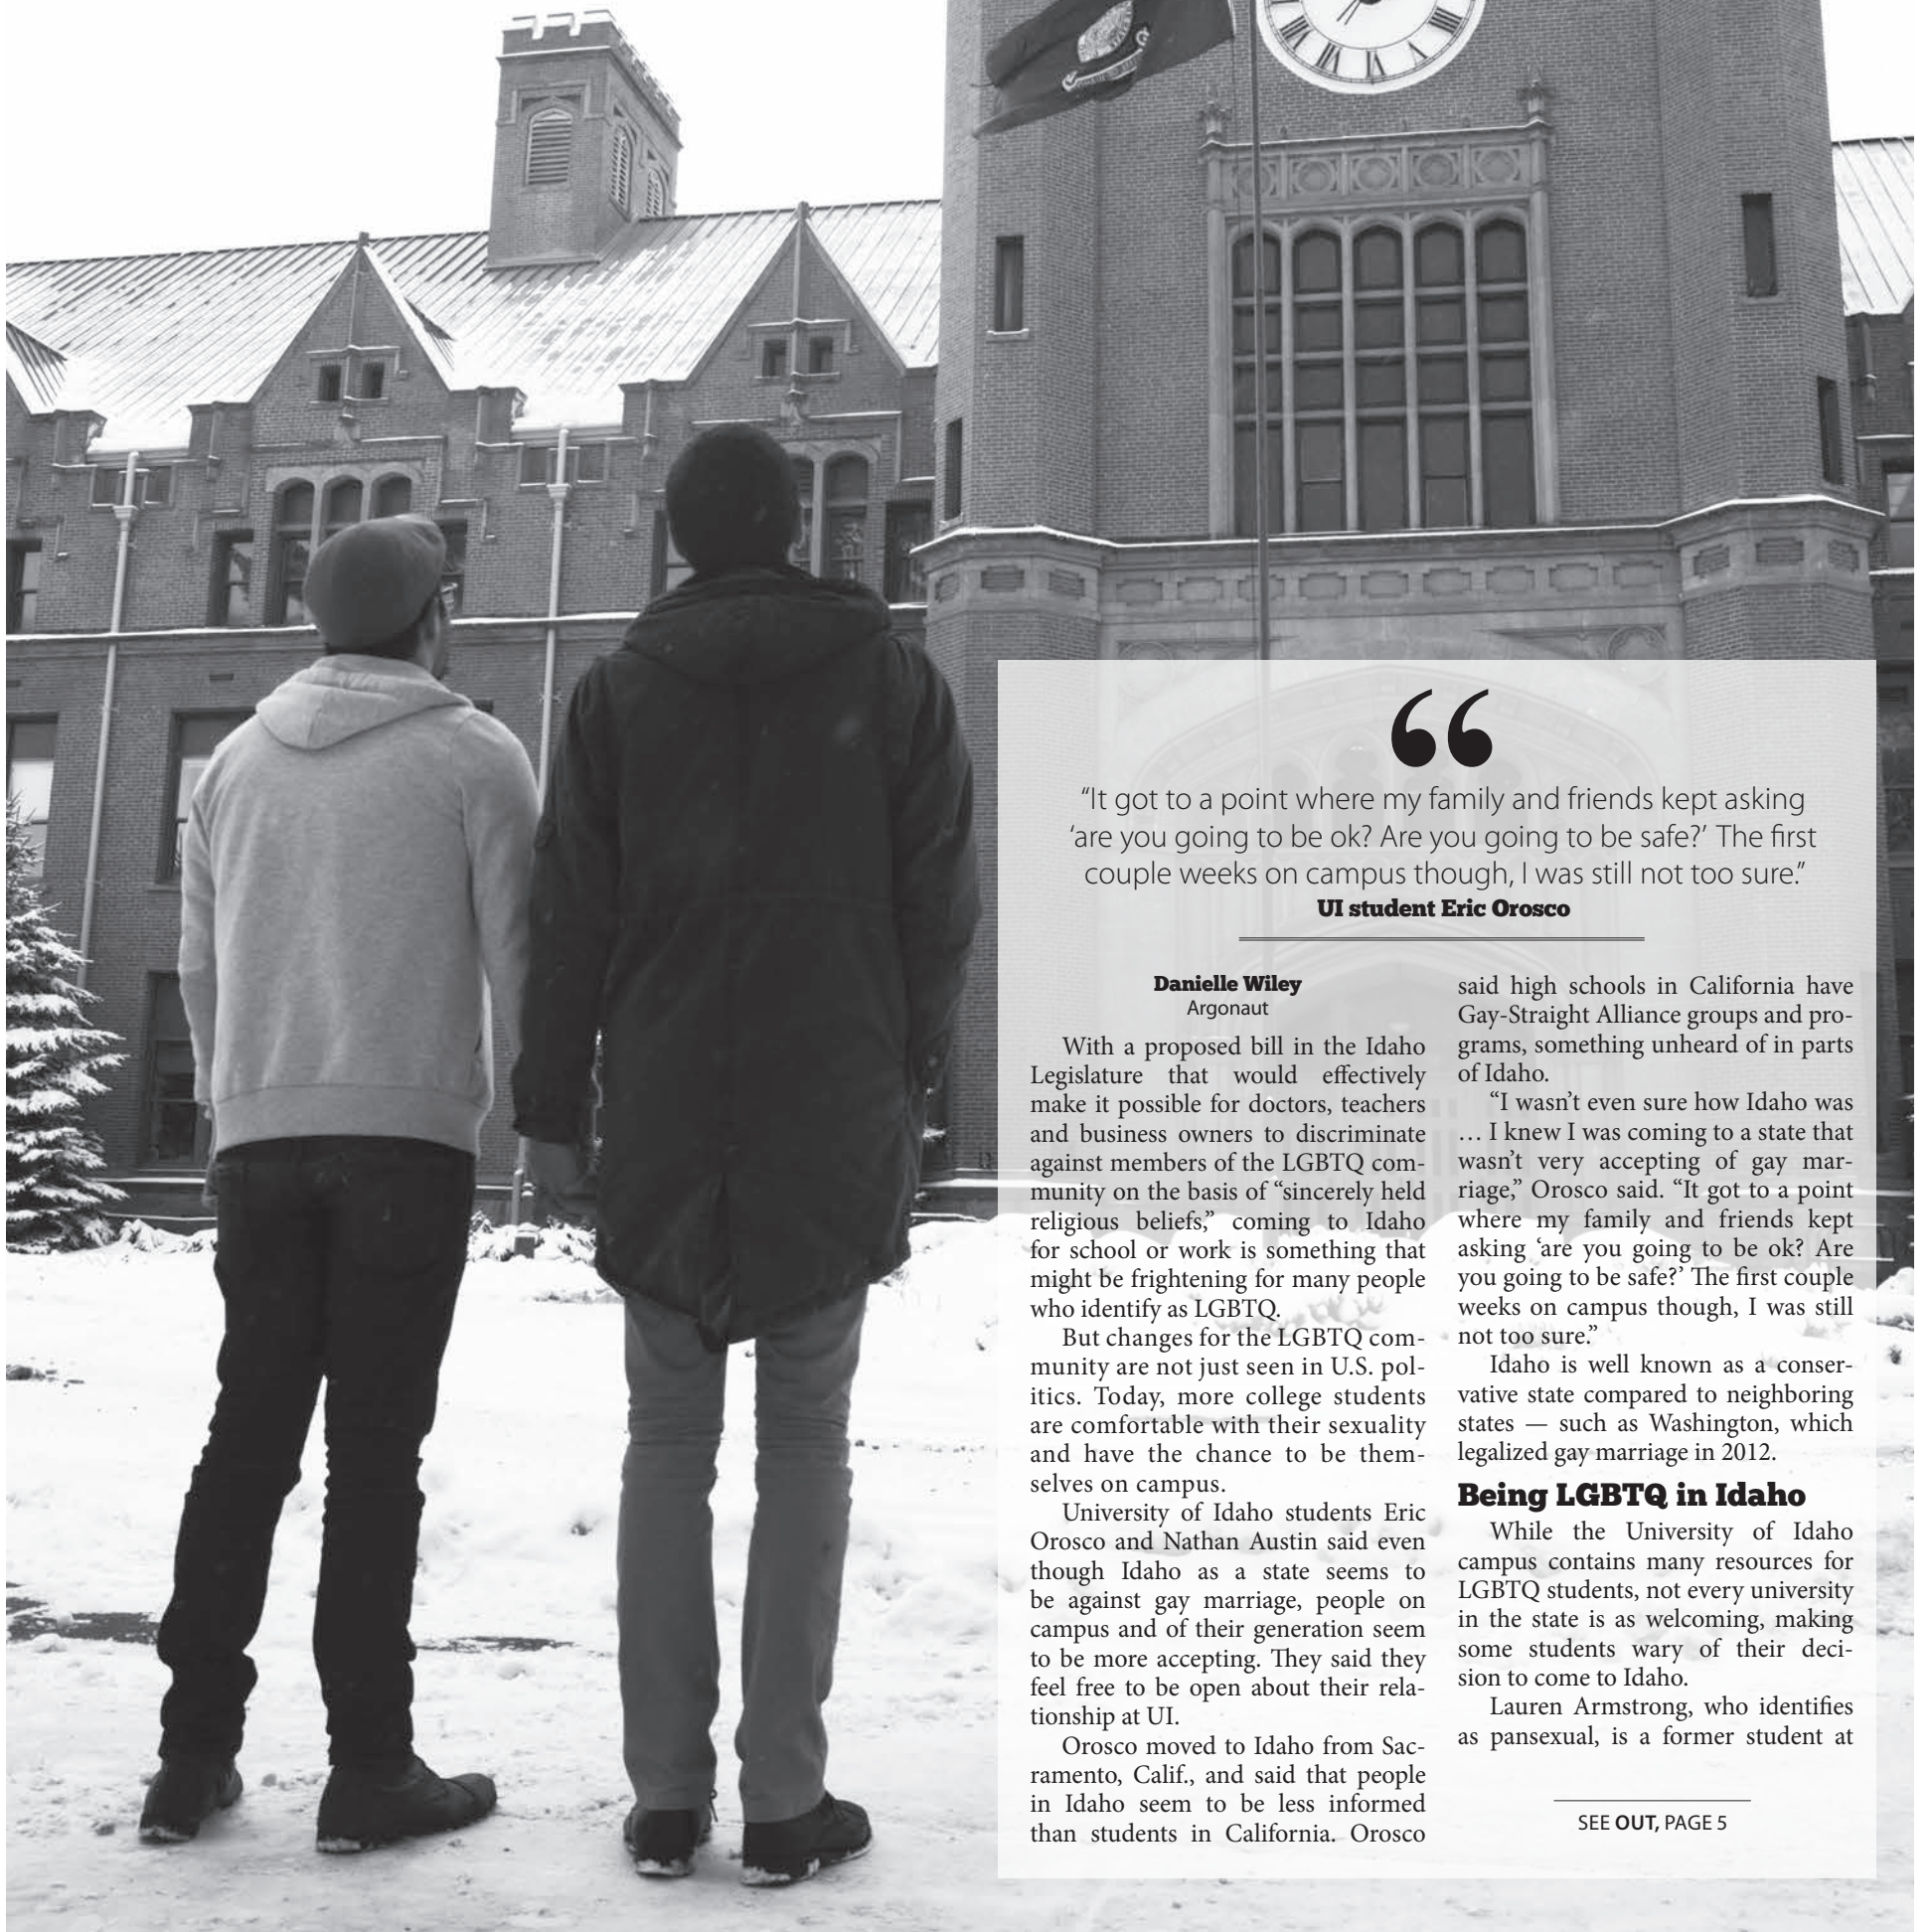 “
“It got to a point where my family and friends kept asking
‘are you going to be ok? Are you going to be safe?’ The first
couple weeks on campus though, I was still not too sure.”
UI student Eric Orosco
Danielle Wiley
Argonaut
With a proposed bill in the Idaho
Legislature that would effectively
make it possible for doctors, teachers
and business owners to discriminate
against members of the LGBTQ com-
munity on the basis of “sincerely held
religious beliefs,” coming to Idaho
for school or work is something that
might be frightening for many people
who identify as LGBTQ.
But changes for the LGBTQ com-
munity are not just seen in U.S. pol-
itics. Today, more college students
are comfortable with their sexuality
and have the chance to be them-
selves on campus.
University of Idaho students Eric
Orosco and Nathan Austin said even
though Idaho as a state seems to
be against gay marriage, people on
campus and of their generation seem
to be more accepting. They said they
feel free to be open about their rela-
tionship at UI.
Orosco moved to Idaho from Sac-
ramento, Calif., and said that people
in Idaho seem to be less informed
than students in California. Orosco
said high schools in California have
Gay-Straight Alliance groups and pro-
grams, something unheard of in parts
of Idaho.
“I wasn’t even sure how Idaho was
… I knew I was coming to a state that
wasn’t very accepting of gay mar-
riage,” Orosco said. “It got to a point
where my family and friends kept
asking ‘are you going to be ok? Are
you going to be safe?’ The first couple
weeks on campus though, I was still
not too sure.”
Idaho is well known as a conser-
vative state compared to neighboring
states — such as Washington, which
legalized gay marriage in 2012.
Being LGBTQ in Idaho
While the University of Idaho
campus contains many resources for
LGBTQ students, not every university
in the state is as welcoming, making
some students wary of their deci-
sion to come to Idaho.
Lauren Armstrong, who identifies
as pansexual, is a former student at
SEE OUT, PAGE 5